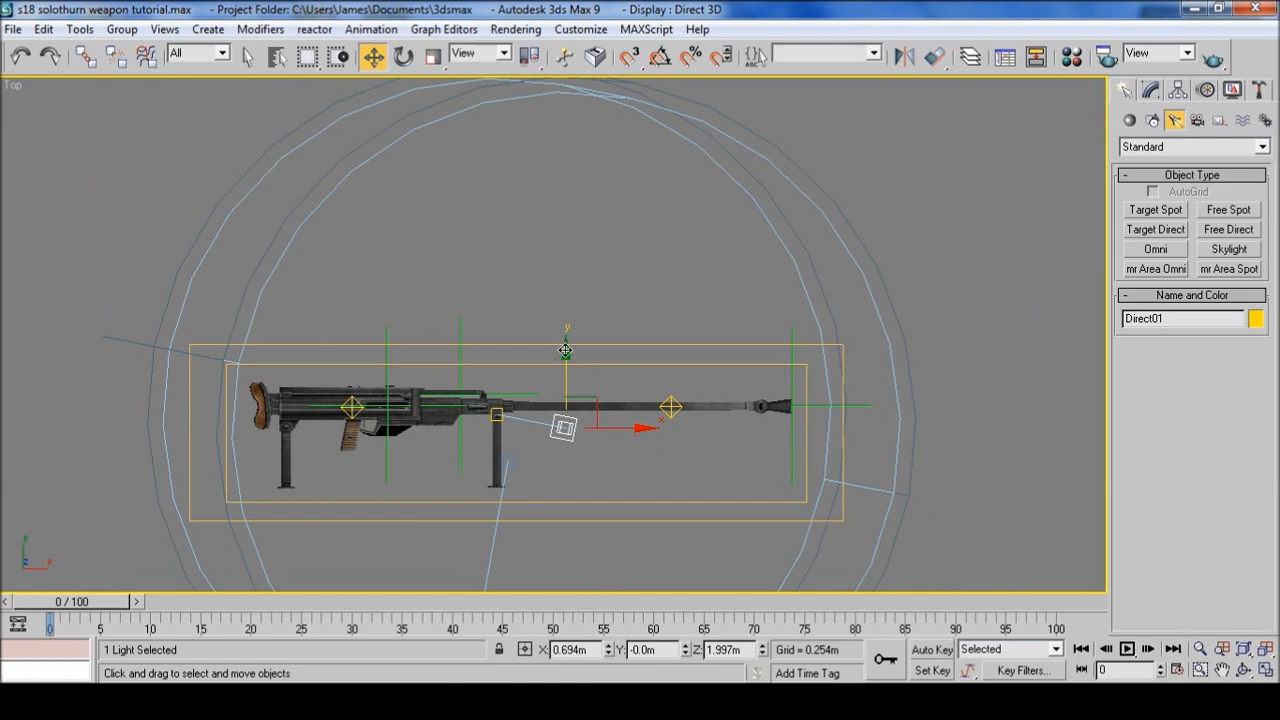 s18 solothurn weapon tutorial.max - Project Folder: C:\Users\James\Documents\3dsmax - Autodesk 3ds Max 9 - Display : Direct 3D
File Edit Tools Group Views Create Modifiers reactor Animation Graph Editors Rendering Customize MAXScript Help
All View View
Top
Standard
- Object Type
AutoGrid
Target Spot Free Spot
Target Direct Free Direct
Omni Skylight
mr Area Omni mr Area Spot
- Name and Color
Direct01
y
x
y
z x
0 / 100
0 5 10 15 20 25 30 35 40 45 50 55 60 65 70 75 80 85 90 95 100
1 Light Selected X: 0.694m Y: -0.0m Z: 1.997m Grid = 0.254m Auto Key Selected
Click and drag to select and move objects Add Time Tag Set Key Key Filters... 0